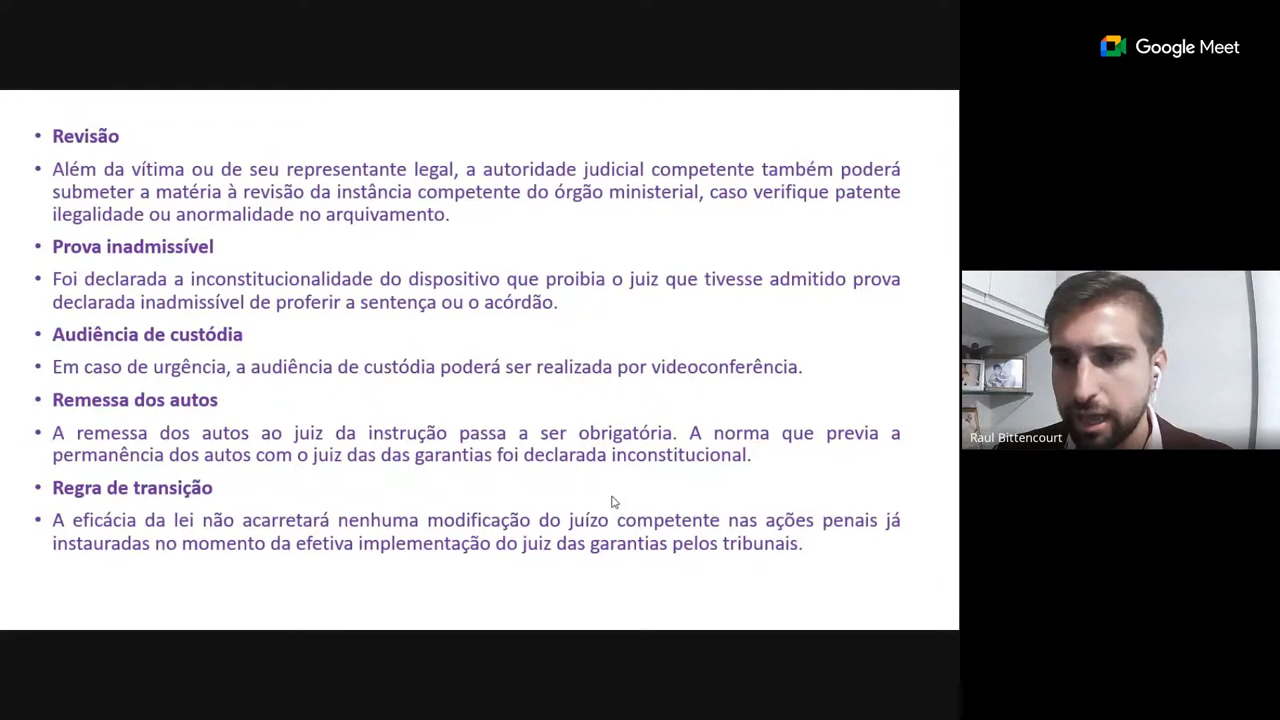 Google Meet
• Revisão
• Além da vítima ou de seu representante legal, a autoridade judicial competente também poderá
submeter a matéria à revisão da instância competente do órgão ministerial, caso verifique patente
ilegalidade ou anormalidade no arquivamento.
• Prova inadmissível
• Foi declarada a inconstitucionalidade do dispositivo que proibia o juiz que tivesse admitido prova
declarada inadmissível de proferir a sentença ou o acórdão.
• Audiência de custódia
• Em caso de urgência, a audiência de custódia poderá ser realizada por videoconferência.
• Remessa dos autos
• A remessa dos autos ao juiz da instrução passa a ser obrigatória. A norma que previa a
permanência dos autos com o juiz das das garantias foi declarada inconstitucional.
• Regra de transição
• A eficácia da lei não acarretará nenhuma modificação do juízo competente nas ações penais já
instauradas no momento da efetiva implementação do juiz das garantias pelos tribunais.
Raul Bittencourt